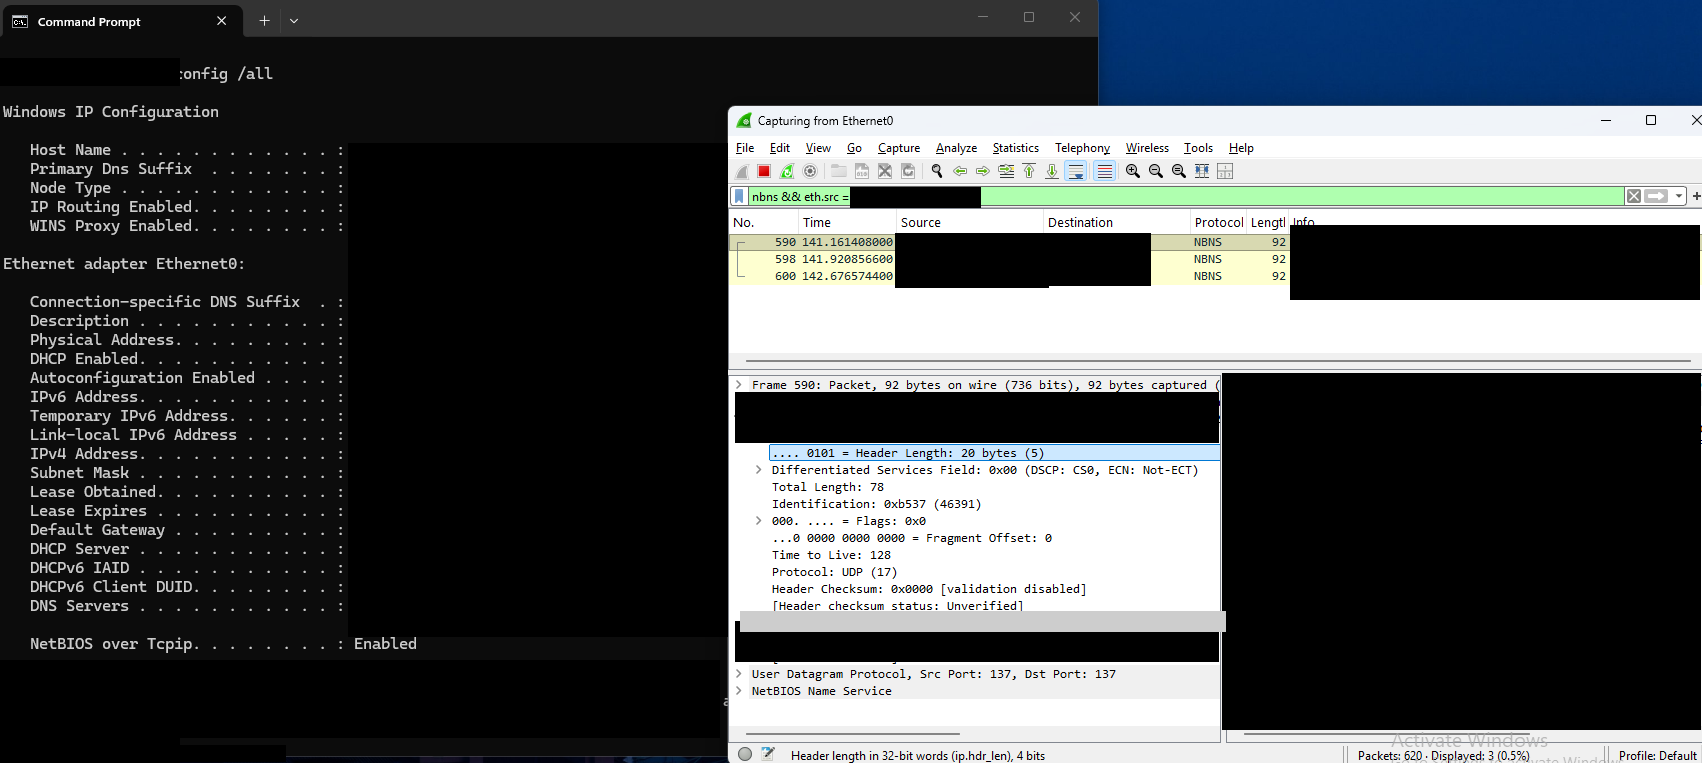 Command Prompt
config /all
Windows IP Configuration
Host Name . . . . . . . . . . . . :
Primary Dns Suffix  . . . . . . . :
Node Type . . . . . . . . . . . . :
IP Routing Enabled. . . . . . . . :
WINS Proxy Enabled. . . . . . . . :
Ethernet adapter Ethernet0:
Connection-specific DNS Suffix  . :
Description . . . . . . . . . . . :
Physical Address. . . . . . . . . :
DHCP Enabled. . . . . . . . . . . :
Autoconfiguration Enabled . . . . :
IPv6 Address. . . . . . . . . . . :
Temporary IPv6 Address. . . . . . :
Link-local IPv6 Address . . . . . :
IPv4 Address. . . . . . . . . . . :
Subnet Mask . . . . . . . . . . . :
Lease Obtained. . . . . . . . . . :
Lease Expires . . . . . . . . . . :
Default Gateway . . . . . . . . . :
DHCP Server . . . . . . . . . . . :
DHCPv6 IAID . . . . . . . . . . . :
DHCPv6 Client DUID. . . . . . . . :
DNS Servers . . . . . . . . . . . :
NetBIOS over Tcpip. . . . . . . . : Enabled
Capturing from Ethernet0
File Edit View Go Capture Analyze Statistics Telephony Wireless Tools Help
nbns && eth.src =
No. Time Source Destination Protocol Lengtl Info
590 141.161408000 NBNS 92
598 141.920856600 NBNS 92
600 142.676574400 NBNS 92
Frame 590: Packet, 92 bytes on wire (736 bits), 92 bytes captured (
.... 0101 = Header Length: 20 bytes (5)
Differentiated Services Field: 0x00 (DSCP: CS0, ECN: Not-ECT)
Total Length: 78
Identification: 0xb537 (46391)
000. .... = Flags: 0x0
...0 0000 0000 0000 = Fragment Offset: 0
Time to Live: 128
Protocol: UDP (17)
Header Checksum: 0x0000 [validation disabled]
[Header checksum status: Unverified]
User Datagram Protocol, Src Port: 137, Dst Port: 137
NetBIOS Name Service
Activate Windows
Header length in 32-bit words (ip.hdr_len), 4 bits
Packets: 620 · Displayed: 3 (0.5%)
Profile: Default